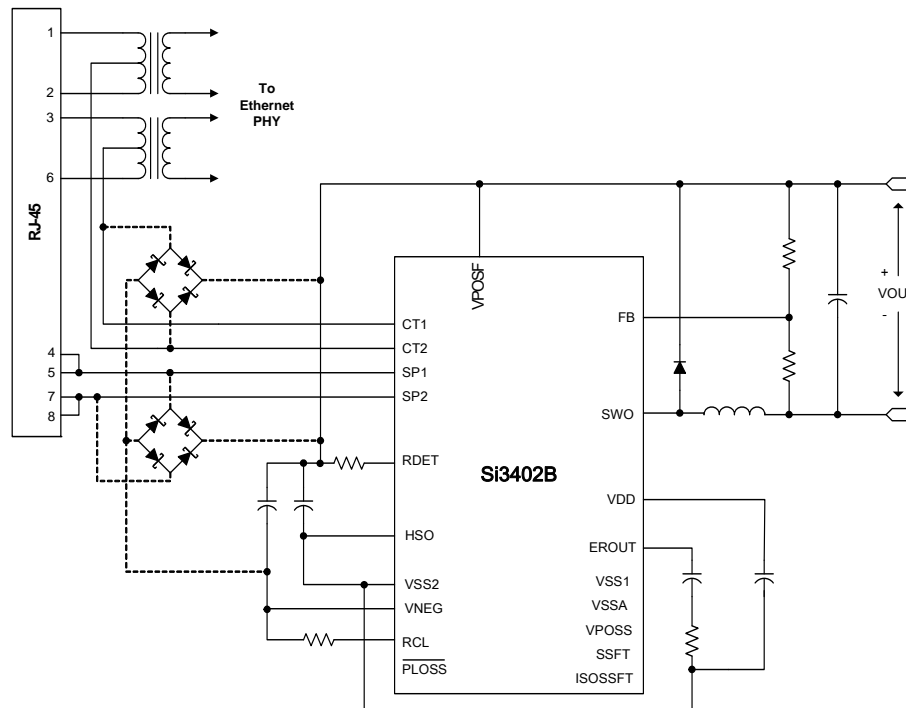 1
2
3
6
RJ-45
4
5
7
8
To
Ethernet
PHY
VPOSF
CT1
CT2
SP1
SP2
RDET
HSO
VSS2
VNEG
RCL
PLOSS
Si3402B
FB
SWO
VDD
EROUT
VSS1
VSSA
VPOSS
SSFT
ISOSSFT
+
VOU
-